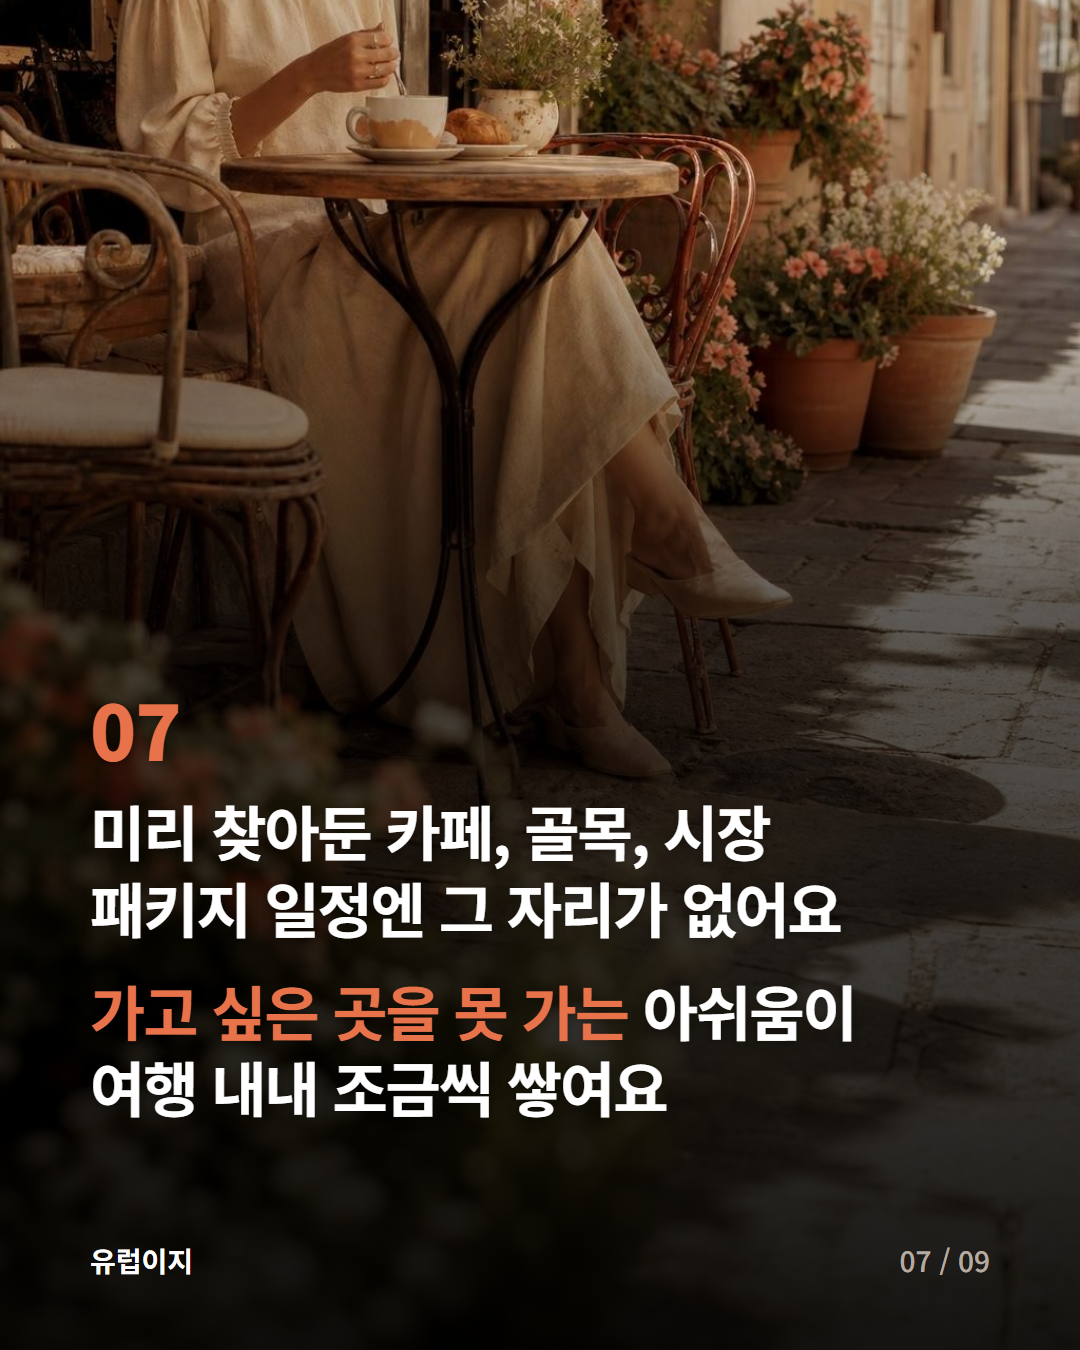 07
미리 찾아둔 카페, 골목, 시장
패키지 일정엔 그 자리가 없어요
가고 싶은 곳을 못 가는 아쉬움이
여행 내내 조금씩 쌓여요
유럽이지
07 / 09